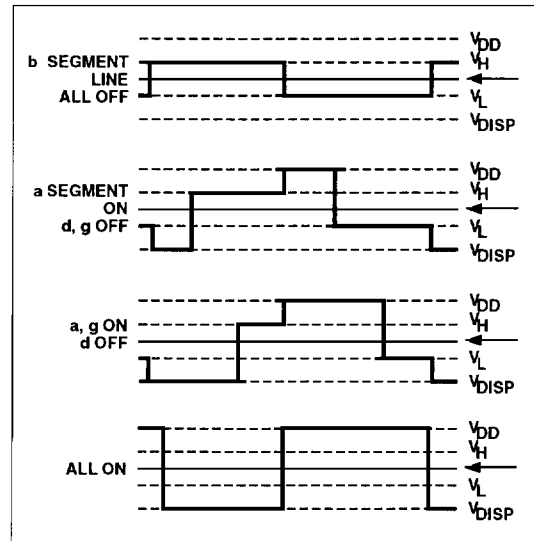 VDD
b SEGMENT VH
LINE
ALL OFF VL
VDISP
VDD
a SEGMENT VH
ON
d, g OFF VL
VDISP
VDD
a, g ON VH
d OFF
VL
VDISP
VDD
VH
ALL ON
VL
VDISP